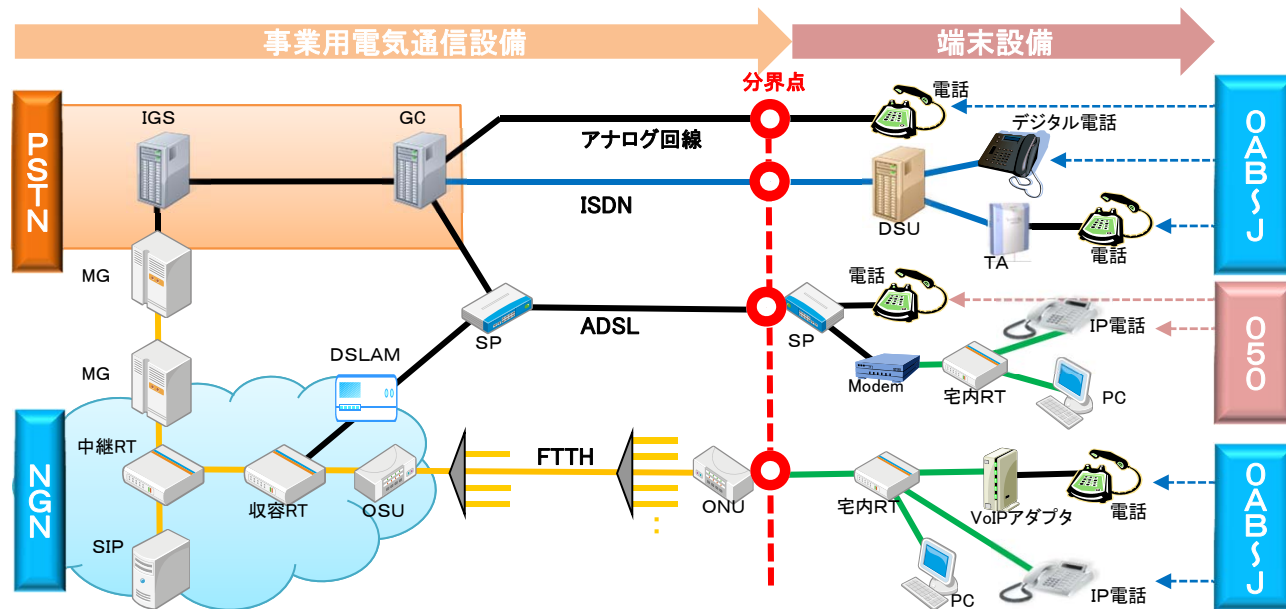 事業用電気通信設備
端末設備
分界点
PSTN
IGS
GC
アナログ回線
ISDN
電話
デジタル電話
DSU
TA
電話
0AB~J
MG
MG
SP
ADSL
DSLAM
電話
SP
Modem
宅内RT
IP電話
PC
050
NGN
中継RT
収容RT
OSU
SIP
FTTH
ONU
宅内RT
VoIPアダプタ
電話
PC
IP電話
0AB~J